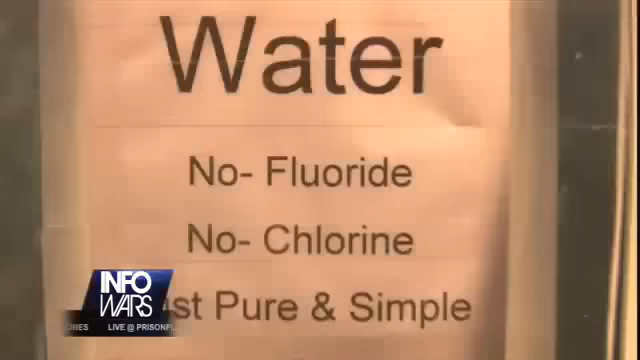 Water
No- Fluoride
No- Chlorine
Pure & Simple
INFO
WARS
LIVE @